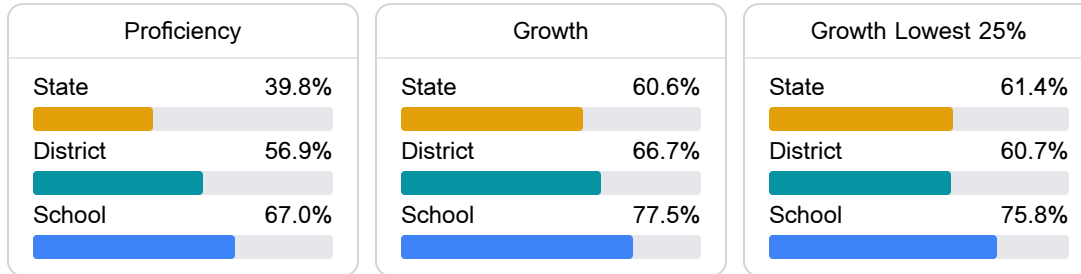 Proficiency
State 39.8%
District 56.9%
School 67.0%
Growth
State 60.6%
District 66.7%
School 77.5%
Growth Lowest 25%
State 61.4%
District 60.7%
School 75.8%